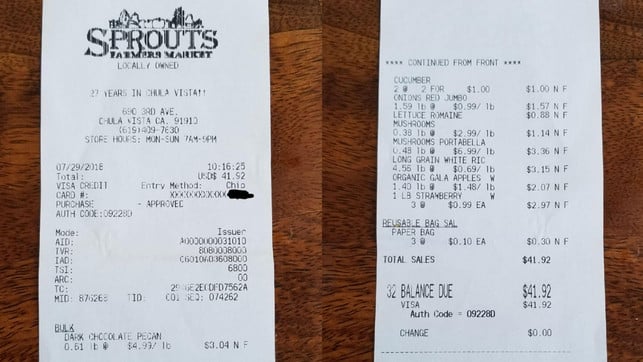 SPROUTS
FARMERS MARKET
LOCALLY OWNED
27 YEARS IN CHULA VISTA!!
690 3RD AVE.
CHULA VISTA CA. 91910
(619)409-7630
STORE HOURS: MON-SUN 7AM-9PM
07/29/2018 10:16:25
Total: USD$ 41.92
VISA CREDIT Entry Method: Chip
CARD #: XXXXXXXXXXXX
PURCHASE - APPROVED
AUTH CODE:09228D
Mode: Issuer
AID: A0000000031010
TVR: 8080008000
IAD: C6010A03608000
TSI: 6800
ARC: 00
TC:
MID: 876268 TID: 001 SEQ: 074262
BULK
DARK CHOCOLATE PECAN
0.61 lb @ $4.99/ lb $3.04 N F
**** CONTINUED FROM FRONT ****
CUCUMBER
2 @ 2 FOR $1.00 $1.00 N F
ONIONS RED JUMBO
1.59 lb @ $0.99/ lb $1.57 N F
LETTUCE ROMAINE $0.88 N F
MUSHROOMS
0.38 lb @ $2.99/ lb $1.14 N F
MUSHROOMS PORTABELLA
0.48 lb @ $6.99/ lb $3.36 N F
LONG GRAIN WHITE RIC
4.56 lb @ $0.69/ lb $3.15 N F
ORGANIC GALA APPLES W
1.40 lb @ $1.48/ lb $2.07 N F
1 LB STRAWBERRY W
3 @ $0.99 EA $2.97 N F
REUSABLE BAG SAL
PAPER BAG
3 @ $0.10 EA $0.30 N F
TOTAL SALES $41.92
32 BALANCE DUE $41.92
VISA $41.92
Auth Code = 09228D
CHANGE $0.00